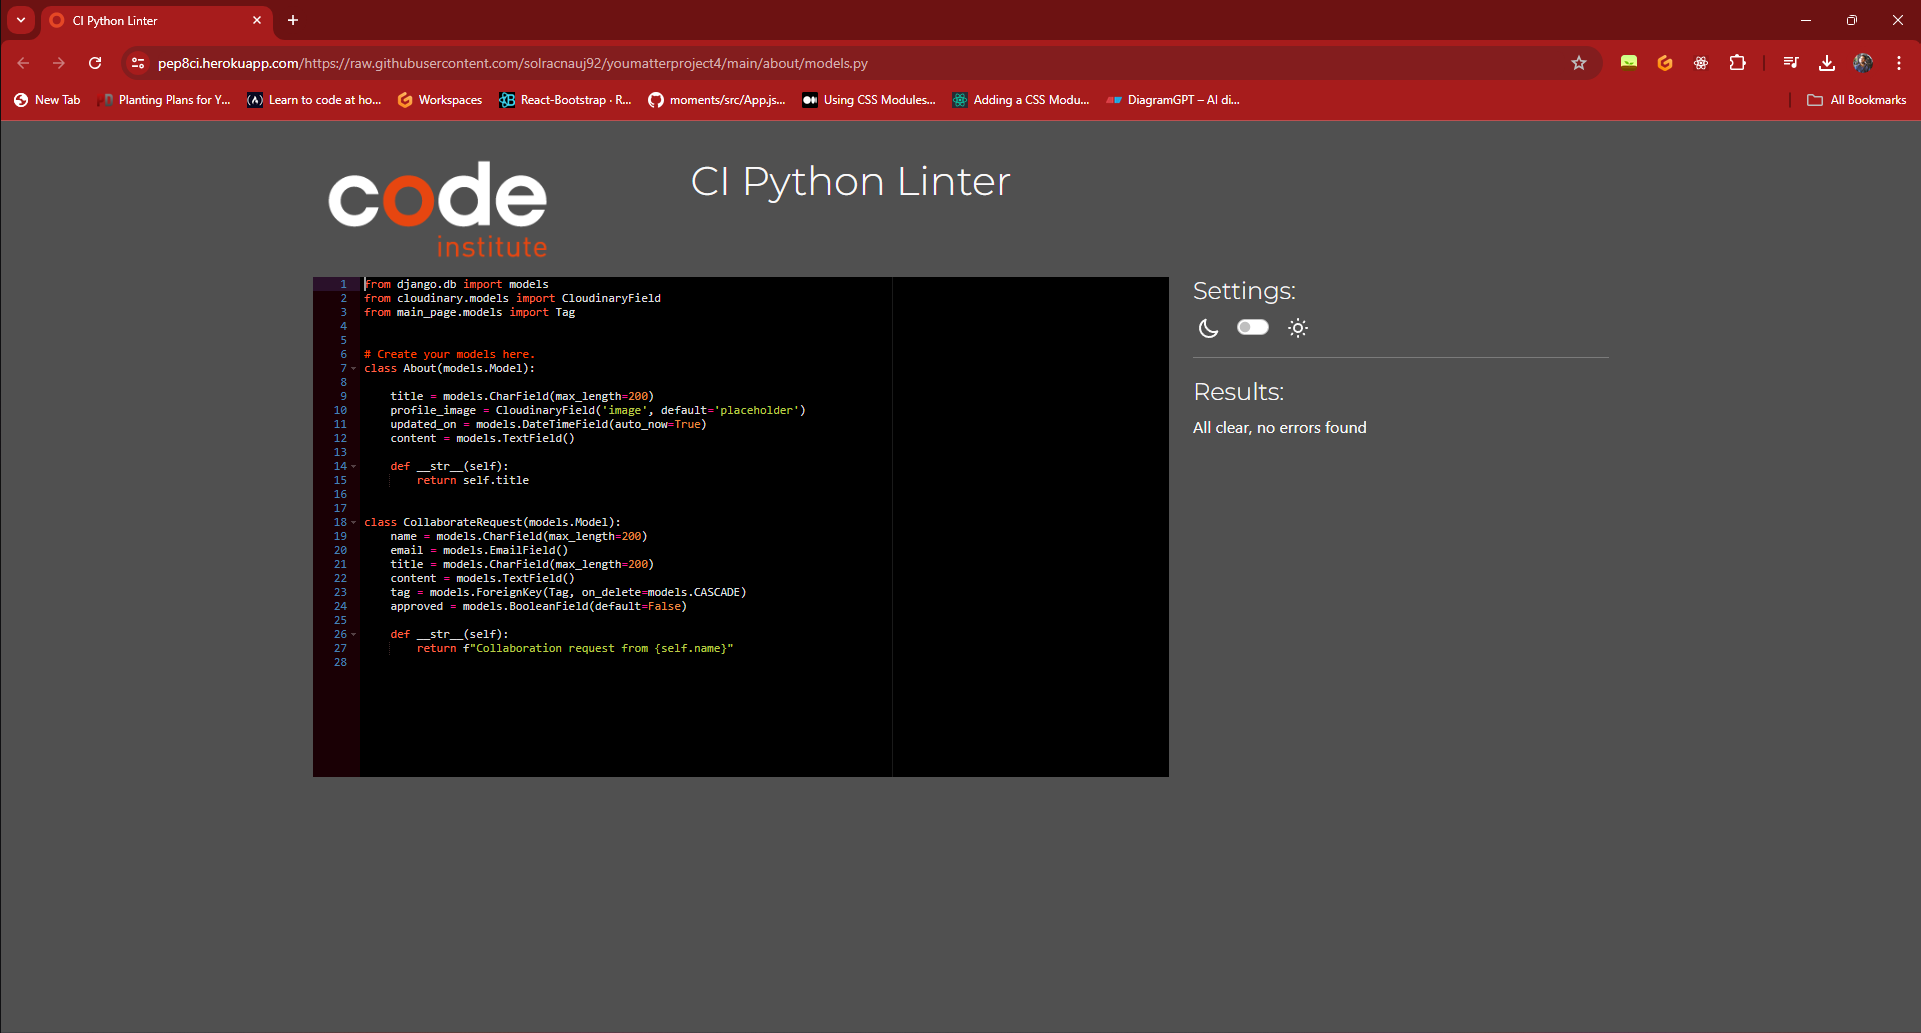 CI Python Linter
pep8ci.herokuapp.com/https://raw.githubusercontent.com/solracnauj92/youmatterproject4/main/about/models.py
New Tab
Planting Plans for Y...
Learn to code at ho...
Workspaces
React-Bootstrap · R...
moments/src/App.js...
Using CSS Modules...
Adding a CSS Modu...
DiagramGPT – AI di...
All Bookmarks
code
institute
CI Python Linter
1 from django.db import models
2 from cloudinary.models import CloudinaryField
3 from main_page.models import Tag
4
5
6 # Create your models here.
7 class About(models.Model):
8
9     title = models.CharField(max_length=200)
10     profile_image = CloudinaryField('image', default='placeholder')
11     updated_on = models.DateTimeField(auto_now=True)
12     content = models.TextField()
13
14     def __str__(self):
15         return self.title
16
17
18 class CollaborateRequest(models.Model):
19     name = models.CharField(max_length=200)
20     email = models.EmailField()
21     title = models.CharField(max_length=200)
22     content = models.TextField()
23     tag = models.ForeignKey(Tag, on_delete=models.CASCADE)
24     approved = models.BooleanField(default=False)
25
26     def __str__(self):
27         return f"Collaboration request from {self.name}"
28
Settings:
Results:
All clear, no errors found